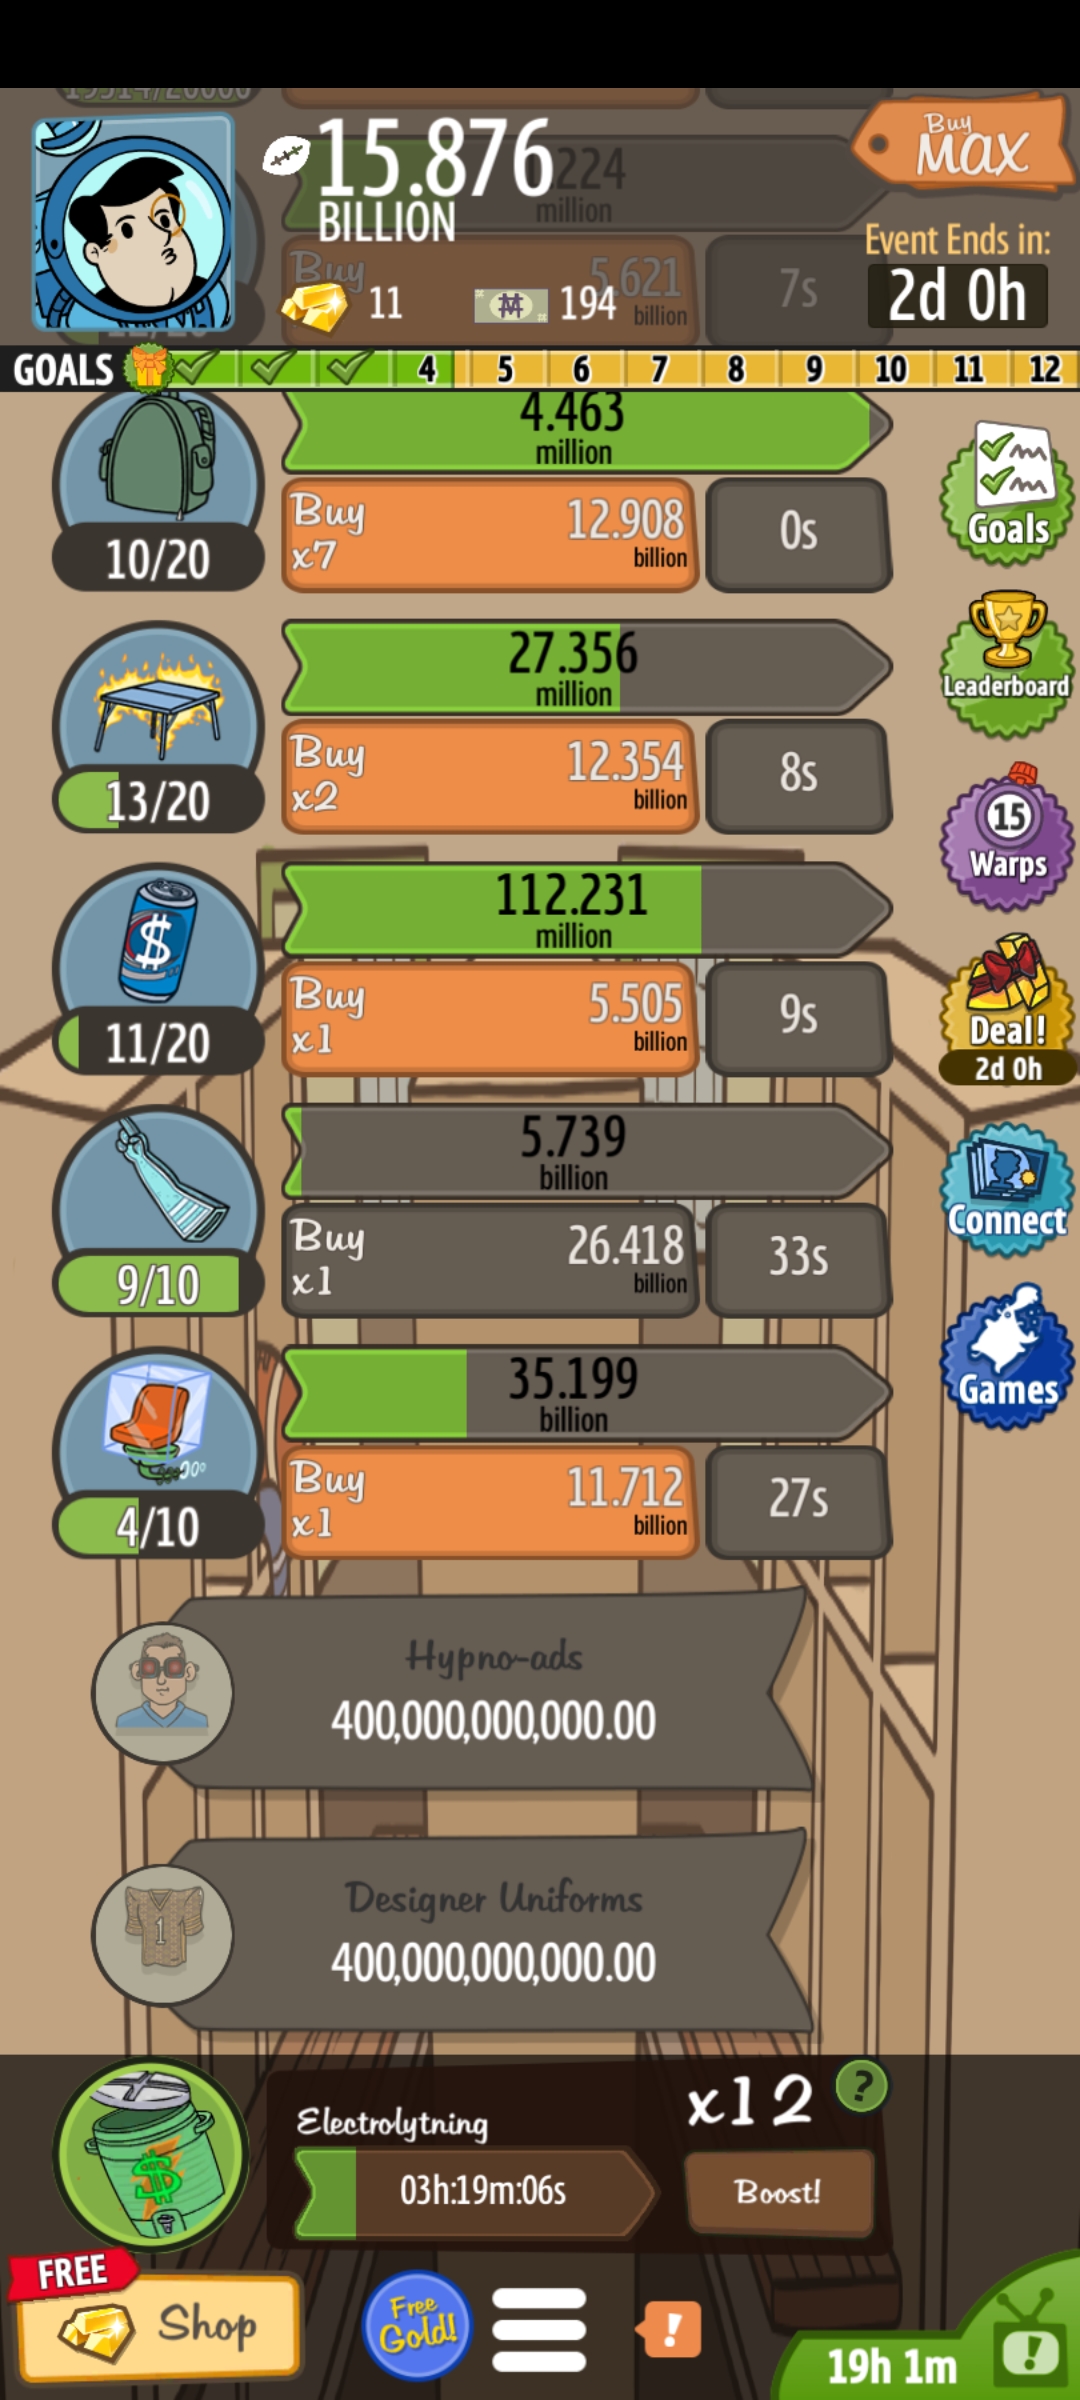 15.876
BILLION
.224
million
Buy
5.621
billion
7s
Buy
MAX
Event Ends in:
2d 0h
11
194
GOALS
4
5
6
7
8
9
10
11
12
4.463
million
10/20
Buy
x7
12.908
billion
0s
Goals
27.356
million
13/20
Buy
x2
12.354
billion
8s
Leaderboard
15
Warps
112.231
million
11/20
Buy
x1
5.505
billion
9s
Deal!
2d 0h
5.739
billion
9/10
Buy
x1
26.418
billion
33s
Connect
35.199
billion
4/10
Buy
x1
11.712
billion
27s
Games
Hypno-ads
400,000,000,000.00
1
Designer Uniforms
400,000,000,000.00
Electrolytning
03h:19m:06s
x12
?
Boost!
FREE
Shop
Free
Gold!
!
19h 1m
!